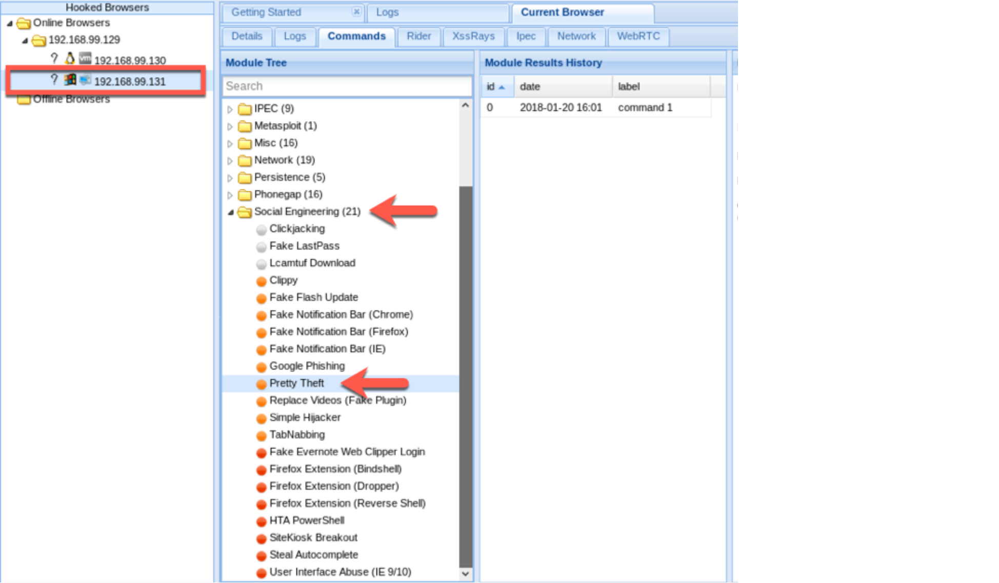 Hooked Browsers
Online Browsers
192.168.99.129
? 192.168.99.130
? 192.168.99.131
Offline Browsers
Getting Started
Logs
Current Browser
Details
Logs
Commands
Rider
XssRays
Ipec
Network
WebRTC
Module Tree
Search
IPEC (9)
Metasploit (1)
Misc (16)
Network (19)
Persistence (5)
Phonegap (16)
Social Engineering (21)
Clickjacking
Fake LastPass
Lcamtuf Download
Clippy
Fake Flash Update
Fake Notification Bar (Chrome)
Fake Notification Bar (Firefox)
Fake Notification Bar (IE)
Google Phishing
Pretty Theft
Replace Videos (Fake Plugin)
Simple Hijacker
TabNabbing
Fake Evernote Web Clipper Login
Firefox Extension (Bindshell)
Firefox Extension (Dropper)
Firefox Extension (Reverse Shell)
HTA PowerShell
SiteKiosk Breakout
Steal Autocomplete
User Interface Abuse (IE 9/10)
Module Results History
id date label
0 2018-01-20 16:01 command 1